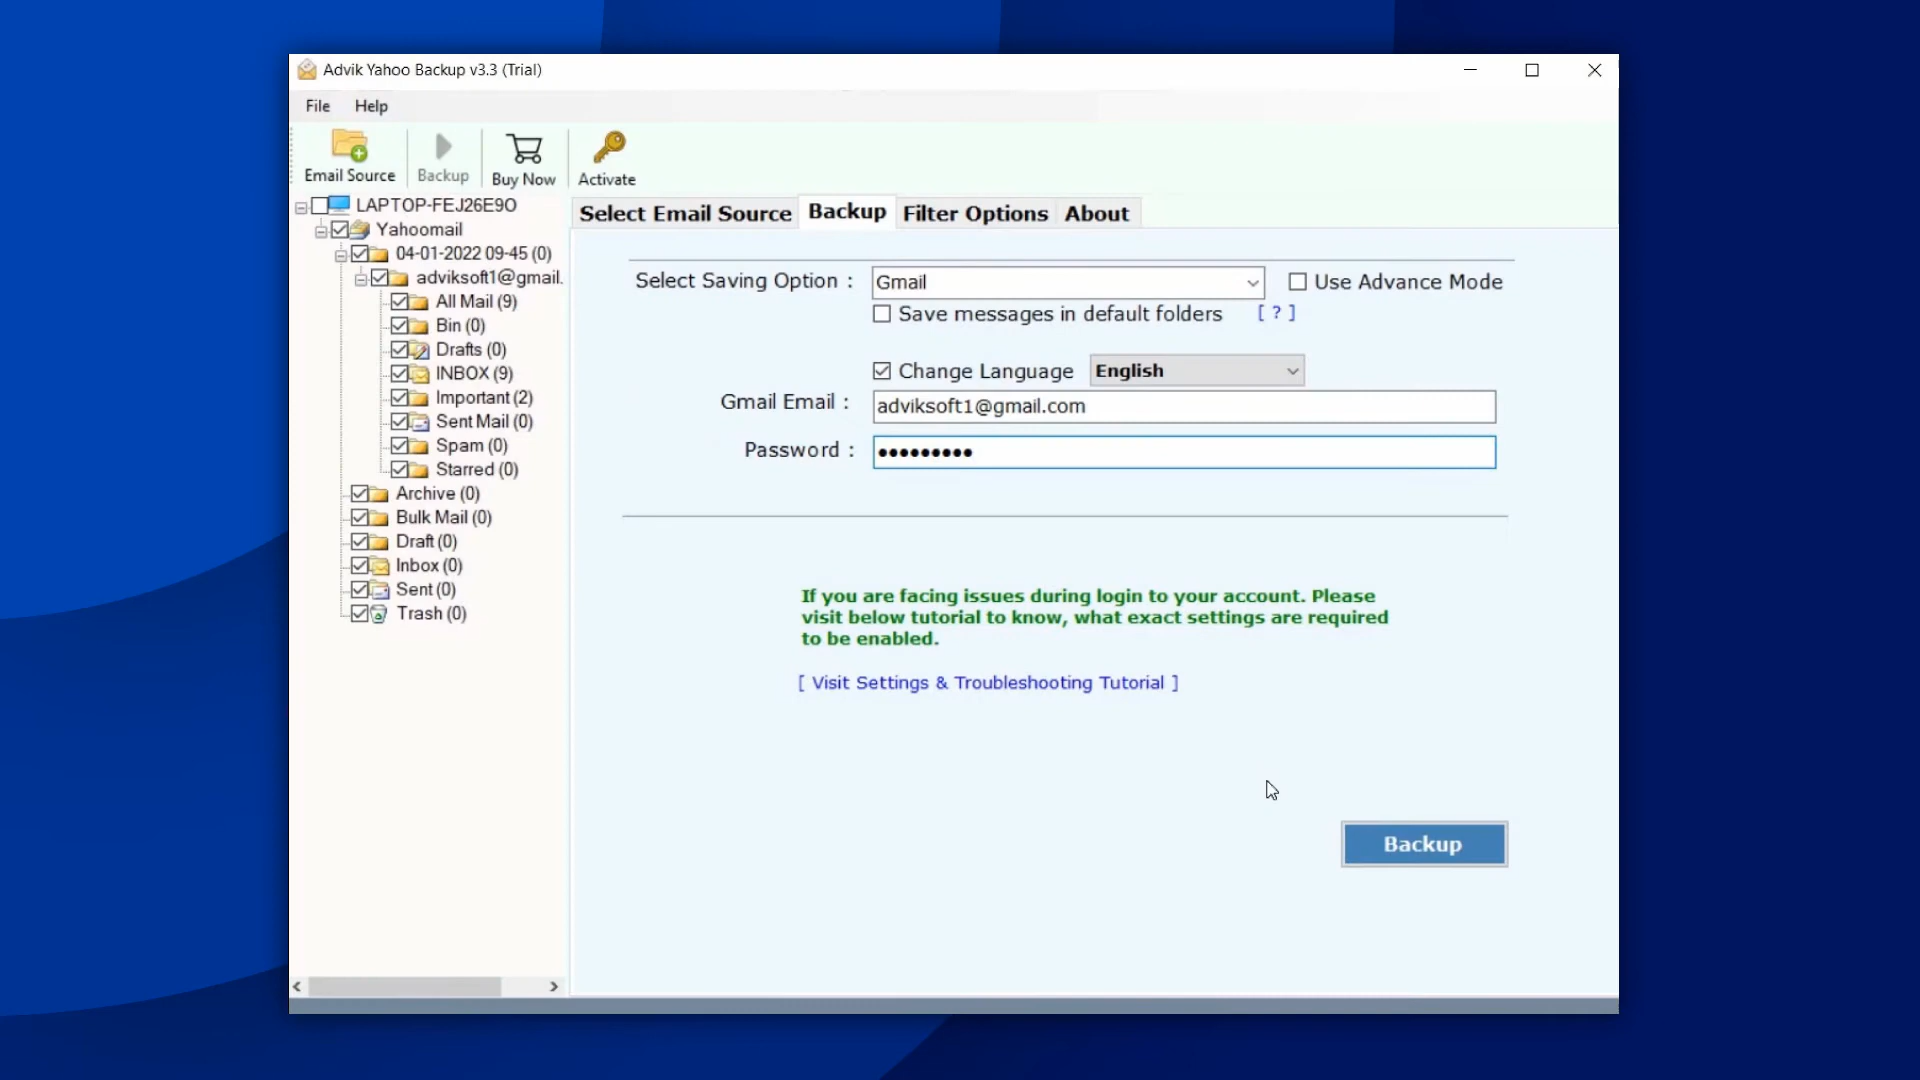 Advik Yahoo Backup v3.3 (Trial)
File Help
Email Source Backup Buy Now Activate
LAPTOP-FEJ26E9O
Yahoomail
04-01-2022 09-45 (0)
adviksoft1@gmail.
All Mail (9)
Bin (0)
Drafts (0)
INBOX (9)
Important (2)
Sent Mail (0)
Spam (0)
Starred (0)
Archive (0)
Bulk Mail (0)
Draft (0)
Inbox (0)
Sent (0)
Trash (0)
Select Email Source Backup Filter Options About
Select Saving Option : Gmail Use Advance Mode
Save messages in default folders [ ? ]
Change Language English
Gmail Email : adviksoft1@gmail.com
Password : •••••••••
If you are facing issues during login to your account. Please
visit below tutorial to know, what exact settings are required
to be enabled.
[ Visit Settings & Troubleshooting Tutorial ]
Backup